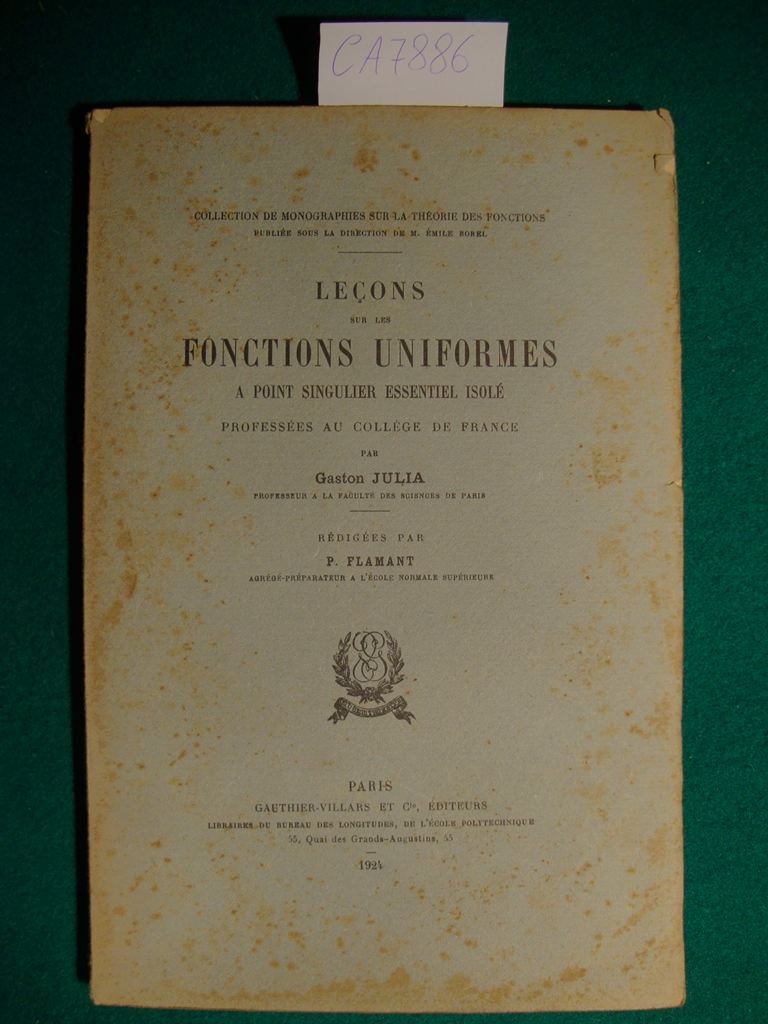 CA7886
COLLECTION DE MONOGRAPHIES SUR LA THÉORIE DES FONCTIONS
PUBLIÉE SOUS LA DIRECTION DE M. ÉMILE BOREL
LEÇONS
SUR LES
FONCTIONS UNIFORMES
A POINT SINGULIER ESSENTIEL ISOLÉ
PROFESSÉES AU COLLÈGE DE FRANCE
PAR
Gaston JULIA
PROFESSEUR A LA FACULTÉ DES SCIENCES DE PARIS
RÉDIGÉES PAR
P. FLAMANT
AGRÉGÉ-PRÉPARATEUR A L'ÉCOLE NORMALE SUPÉRIEURE
PARIS
GAUTHIER-VILLARS ET Cie, ÉDITEURS
LIBRAIRES DU BUREAU DES LONGITUDES, DE L'ÉCOLE POLYTECHNIQUE
55, Quai des Grands-Augustins, 55
1924